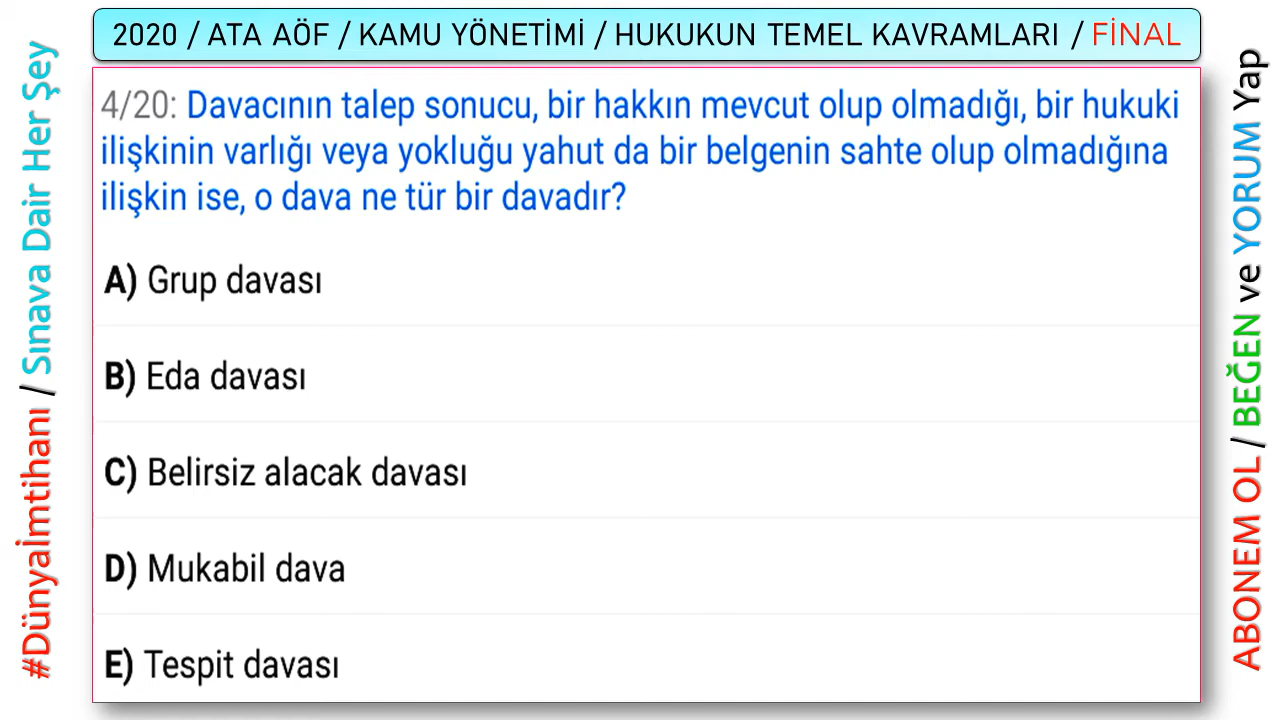 2020 / ATA AÖF / KAMU YÖNETİMİ / HUKUKUN TEMEL KAVRAMLARI / FİNAL
#Dünyaİmtihanı / Sınava Dair Her Şey
4/20: Davacının talep sonucu, bir hakkın mevcut olup olmadığı, bir hukuki
ilişkinin varlığı veya yokluğu yahut da bir belgenin sahte olup olmadığına
ilişkin ise, o dava ne tür bir davadır?
A) Grup davası
B) Eda davası
C) Belirsiz alacak davası
D) Mukabil dava
E) Tespit davası
ABONEM OL / BEĞEN ve YORUM Yap